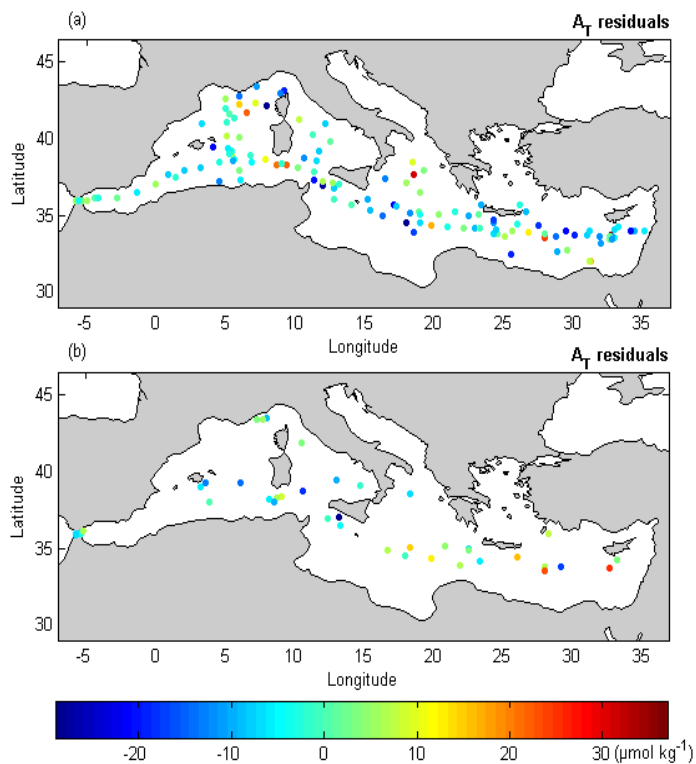 (a) A_T residuals
45
40
35
30
Latitude
-5 0 5 10 15 20 25 30 35
Longitude
(b) A_T residuals
45
40
35
30
Latitude
-5 0 5 10 15 20 25 30 35
Longitude
-20 -10 0 10 20 30 (μmol kg⁻¹)